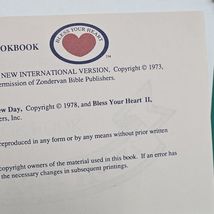 BLESS YOUR HEART
OKBOOK
TM
NEW INTERNATIONAL VERSION, Copyright © 1973,
ermission of Zondervan Bible Publishers.
ew Day, Copyright © 1978, and Bless Your Heart II,
ers, Inc.
reproduced in any form or by any means without prior written
copyright owners of the material used in this book. If an error has
the necessary changes in subsequent printings.